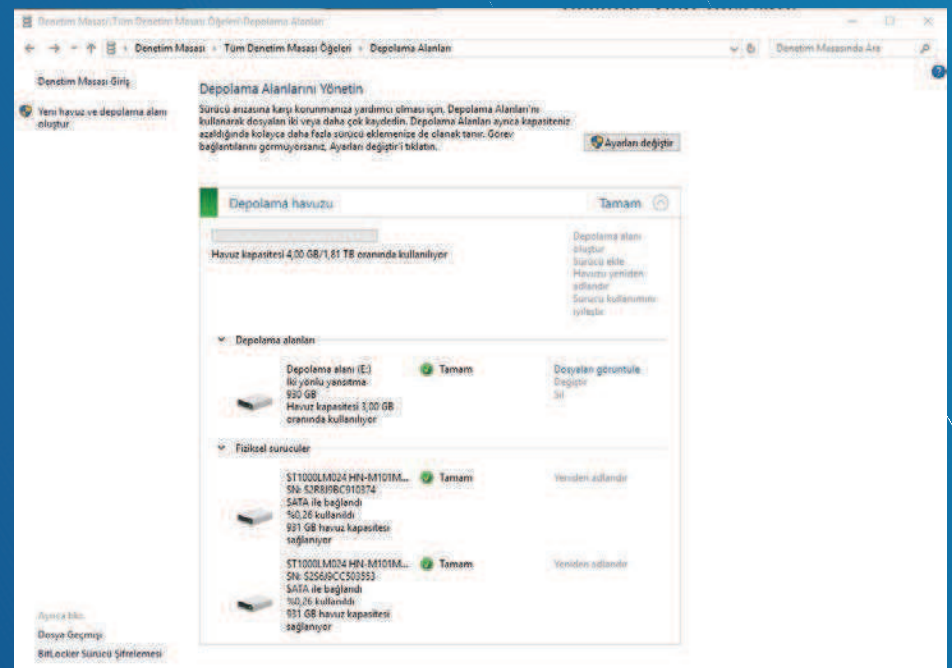 Denetim Masası\Tüm Denetim Masası Öğeleri\Depolama Alanları
Denetim Masası Tüm Denetim Masası Öğeleri Depolama Alanları
Denetim Masasında Ara
Denetim Masası Giriş
Yeni havuz ve depolama alanı
oluştur
Depolama Alanlarını Yönetin
Sürücü arızasına karşı korunmanıza yardımcı olması için, Depolama Alanları'nı
kullanarak dosyaları iki veya daha çok kaydedin. Depolama Alanları ayrıca kapasiteniz
azaldığında kolayca daha fazla sürücü eklemenize de olanak tanır. Görev
bağlantılarını görmüyorsanız, Ayarları değiştir'i tıklatın.
Ayarları değiştir
Depolama havuzu Tamam
Havuz kapasitesi 4,00 GB/1,81 TB oranında kullanılıyor
Depolama alanı
oluştur
Sürücü ekle
Havuzu yeniden
adlandır
Sürücü kullanımını
iyileştir
Depolama alanları
Depolama alanı (E:) Tamam Dosyaları görüntüle
İki yönlü yansıtma Değiştir
930 GB Sil
Havuz kapasitesi 3,00 GB
oranında kullanılıyor
Fiziksel sürücüler
ST1000LM024 HN-M101M... Tamam Yeniden adlandır
SN: S2R8J9BC910374
SATA ile bağlandı
%0,26 kullanıldı
931 GB havuz kapasitesi
sağlanıyor
ST1000LM024 HN-M101M... Tamam Yeniden adlandır
SN: S2S6J9CC503553
SATA ile bağlandı
%0,26 kullanıldı
931 GB havuz kapasitesi
sağlanıyor
Ayrıca bkz.
Dosya Geçmişi
BitLocker Sürücü Şifrelemesi